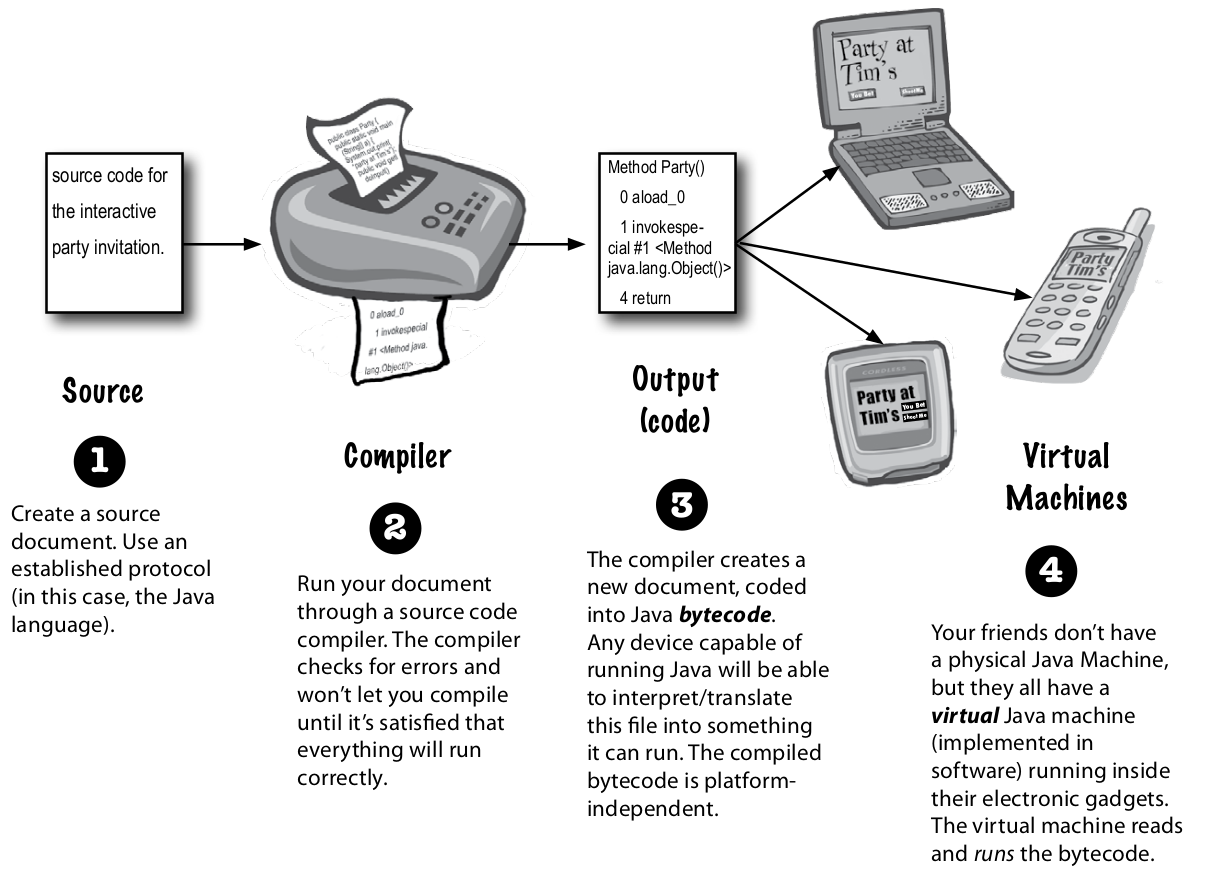 source code for
the interactive
party invitation.
Source
1
Create a source
document. Use an
established protocol
(in this case, the Java
language).
public class Party {
public static void main
(String[] a) {
System.out.print(
"party at Tim's");
public void getI
doInput()
0 aload_0
1 invokespecial
#1 <Method java.
lang.Object()>
Compiler
2
Run your document
through a source code
compiler. The compiler
checks for errors and
won’t let you compile
until it’s satisfied that
everything will run
correctly.
Method Party()
0 aload_0
1 invokespe-
cial #1 <Method
java.lang.Object()>
4 return
Output
(code)
3
The compiler creates a
new document, coded
into Java bytecode.
Any device capable of
running Java will be able
to interpret/translate
this file into something
it can run. The compiled
bytecode is platform-
independent.
Party at
Tim's
You Bet
Shoot Me
Party
Tim's
CORDLESS
Party at
Tim's
You Bet
Shoot Me
Virtual
Machines
4
Your friends don’t have
a physical Java Machine,
but they all have a
virtual Java machine
(implemented in
software) running inside
their electronic gadgets.
The virtual machine reads
and runs the bytecode.